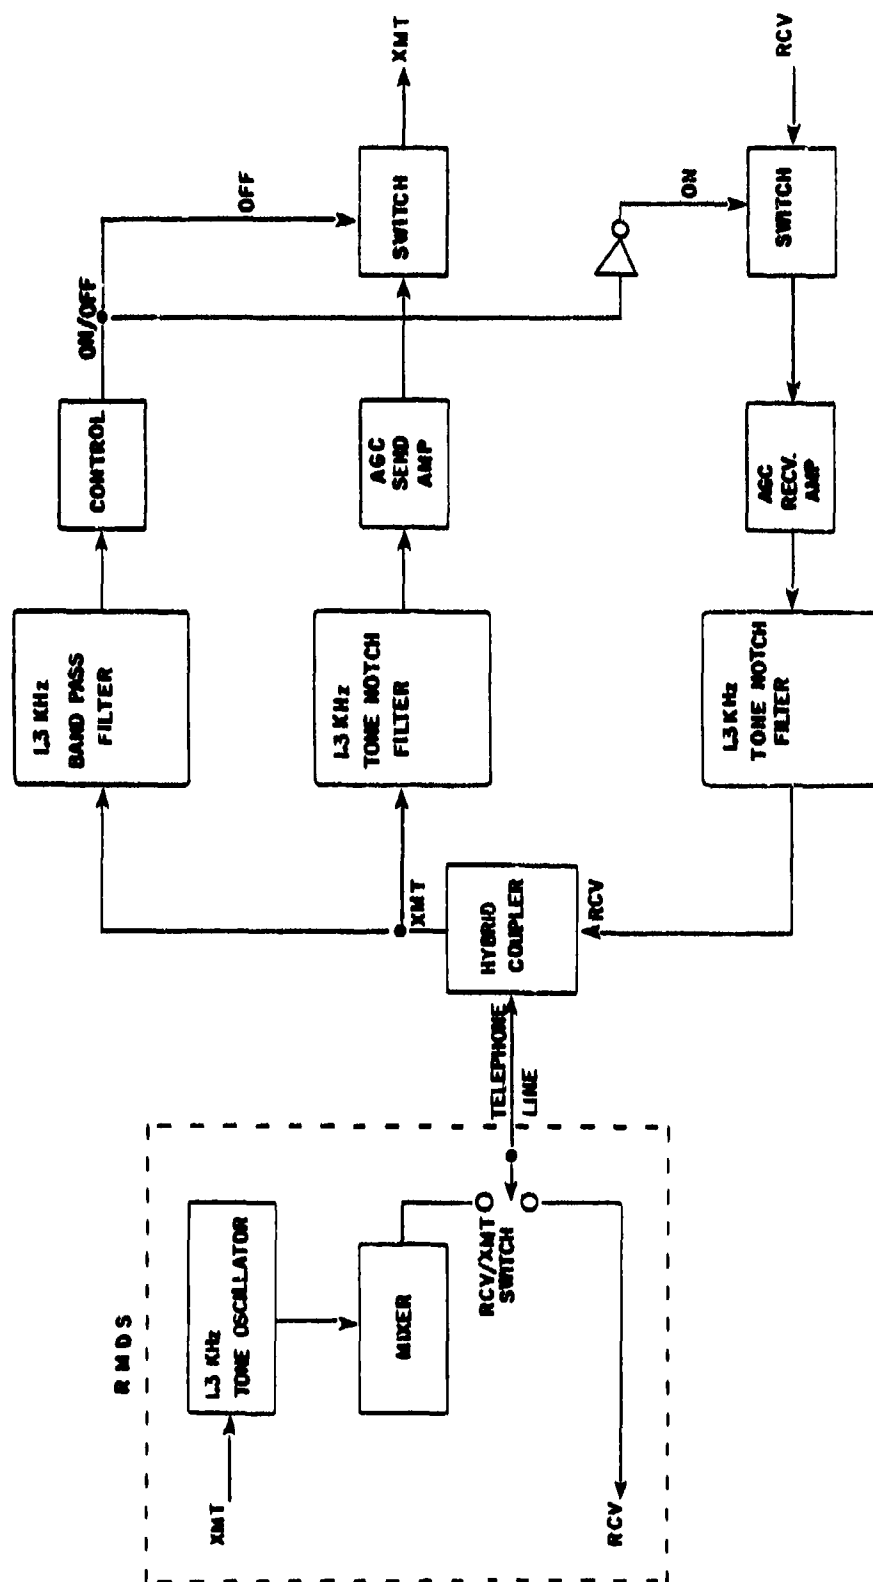 RMDS
XMT
1.3 KHz
TONE OSCILLATOR
MIXER
RCV/XMT
SWITCH
RCV
TELEPHONE
LINE
HYBRID
COUPLER
XMT
RCV
1.3 KHz
BAND PASS
FILTER
CONTROL
ON/OFF
OFF
1.3 KHz
TONE NOTCH
FILTER
AGC
SEND
AMP
SWITCH
XMT
ON
1.3 KHz
TONE NOTCH
FILTER
AGC
RECV.
AMP
SWITCH
RCV